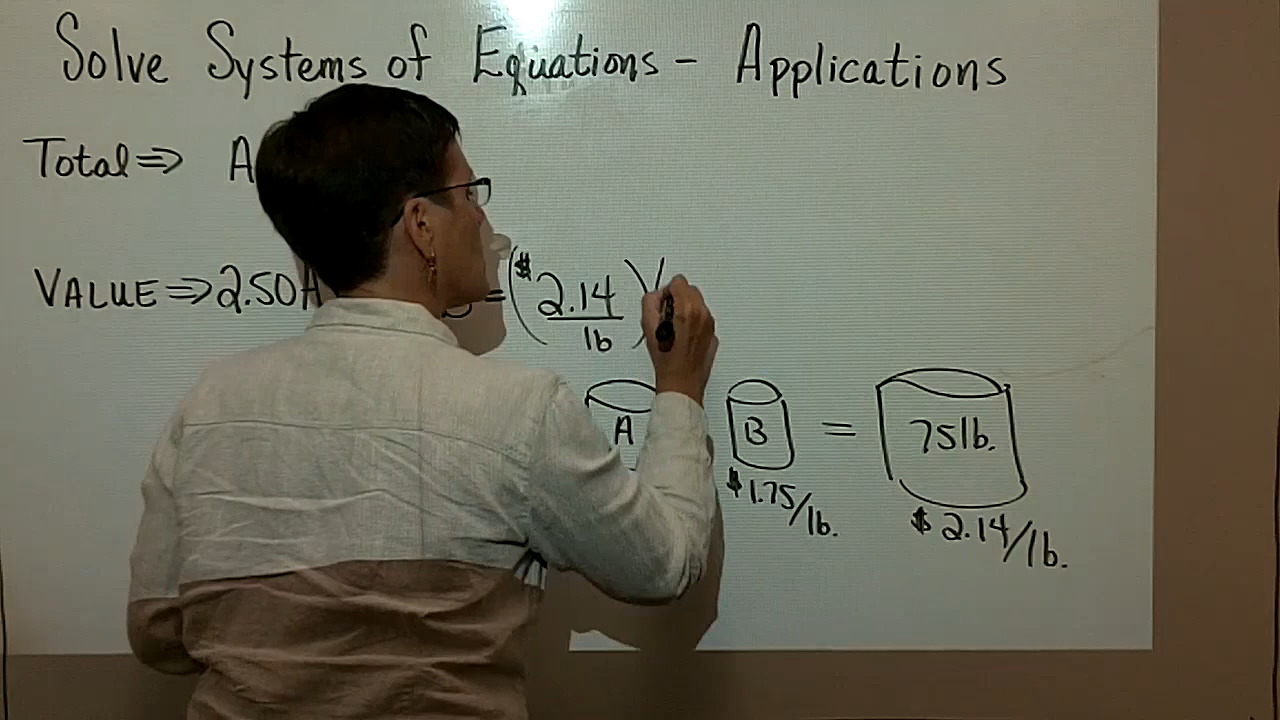 Solve Systems of Equations - Applications
Total ⇒ A
VALUE ⇒ 2.50A = ($2.14/lb)(
A B = 75lb.
$1.75/lb. $2.14/lb.